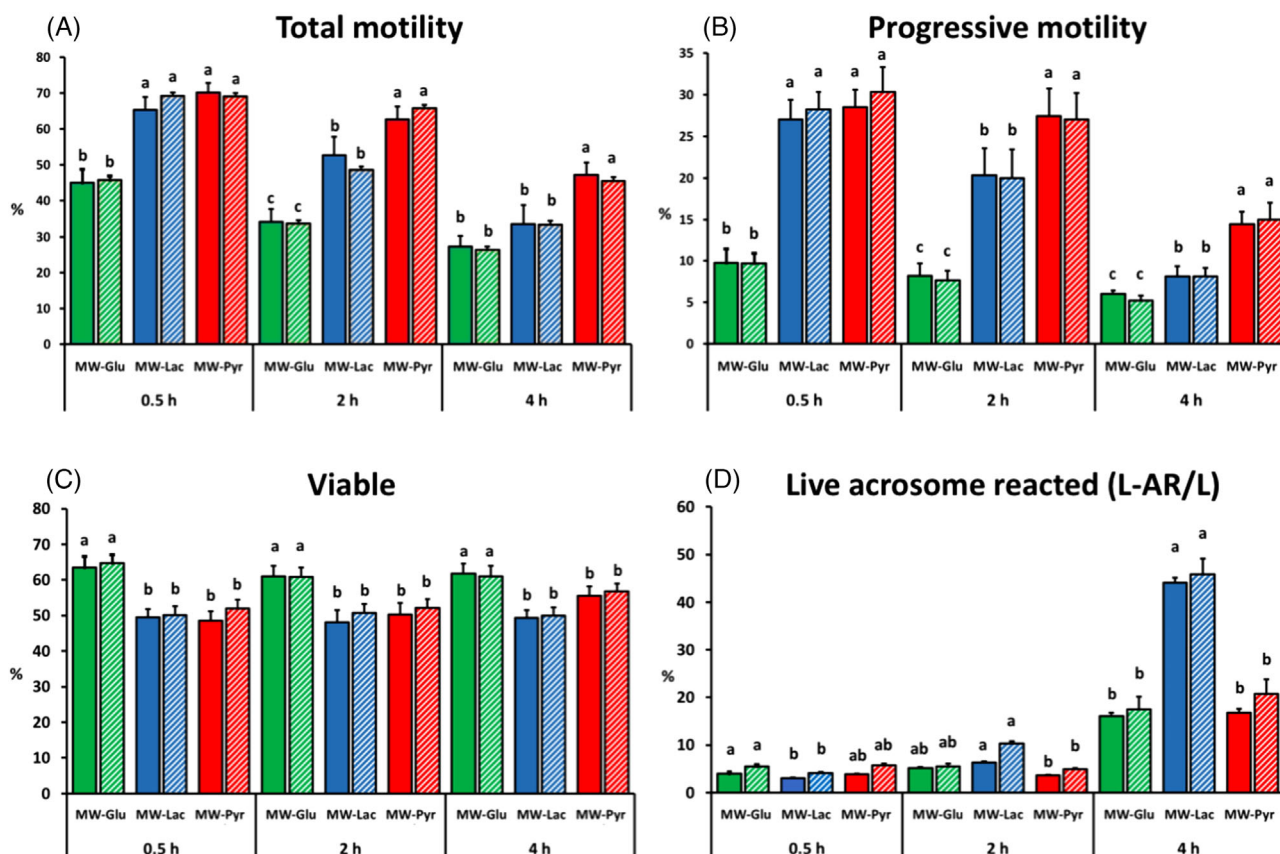 (A) Total motility
80
70
60
50
40
30
20
10
0
%
b b a a a a c c b b a a b b b b a a
MW-Glu MW-Lac MW-Pyr MW-Glu MW-Lac MW-Pyr MW-Glu MW-Lac MW-Pyr
0.5 h 2 h 4 h
(B) Progressive motility
35
30
25
20
15
10
5
0
%
b b a a a a c c b b a a c c b b a a
MW-Glu MW-Lac MW-Pyr MW-Glu MW-Lac MW-Pyr MW-Glu MW-Lac MW-Pyr
0.5 h 2 h 4 h
(C) Viable
80
70
60
50
40
30
20
10
0
%
a a b b b b a a b b b b a a b b b b
MW-Glu MW-Lac MW-Pyr MW-Glu MW-Lac MW-Pyr MW-Glu MW-Lac MW-Pyr
0.5 h 2 h 4 h
(D) Live acrosome reacted (L-AR/L)
60
50
40
30
20
10
0
%
a a b b ab ab ab ab a a b b b b a a b b
MW-Glu MW-Lac MW-Pyr MW-Glu MW-Lac MW-Pyr MW-Glu MW-Lac MW-Pyr
0.5 h 2 h 4 h